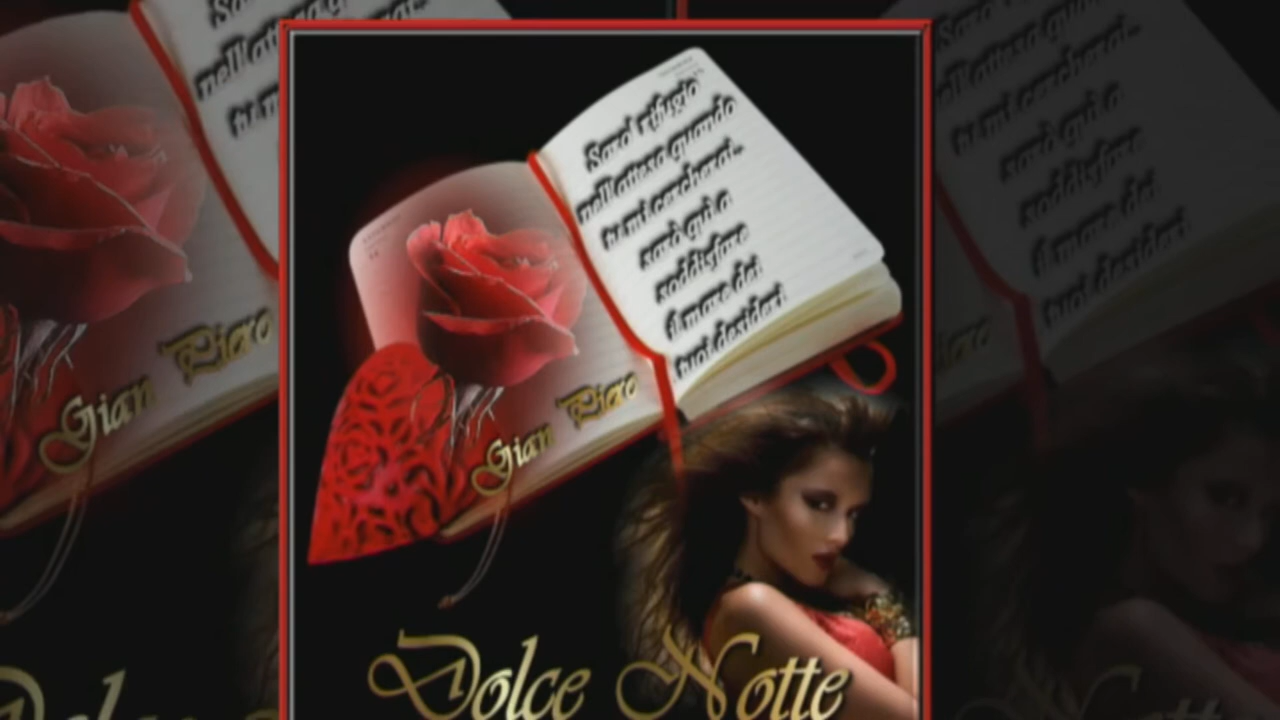 Sarò rifugio
nell'attesa quando
tu mi cercherai..
sarò qui a
soddisfare
il mare dei
tuoi desideri
Gian Piero
Dolce Notte